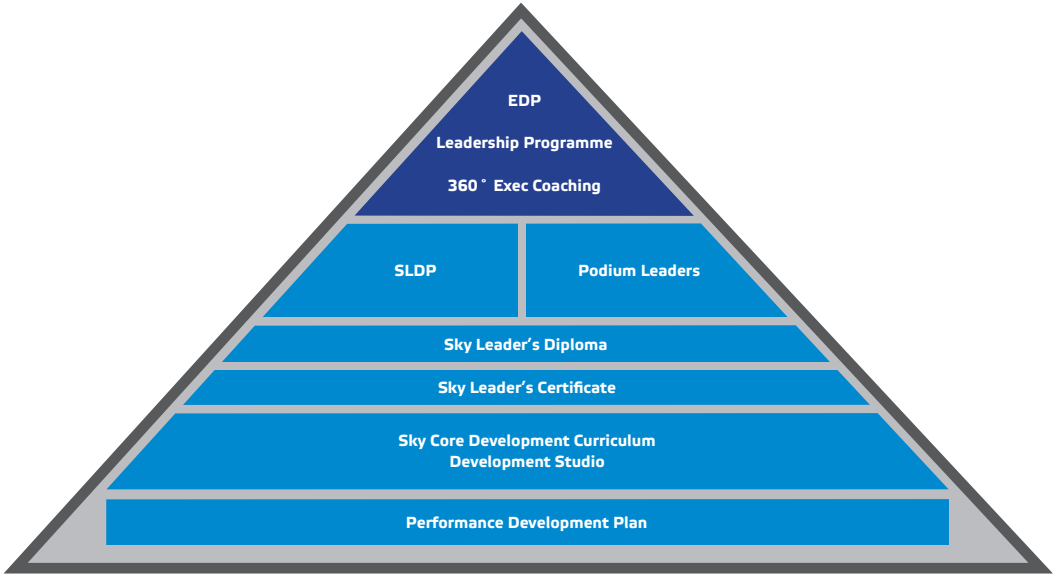 EDP
Leadership Programme
360° Exec Coaching
SLDP
Podium Leaders
Sky Leader’s Diploma
Sky Leader’s Certificate
Sky Core Development Curriculum
Development Studio
Performance Development Plan